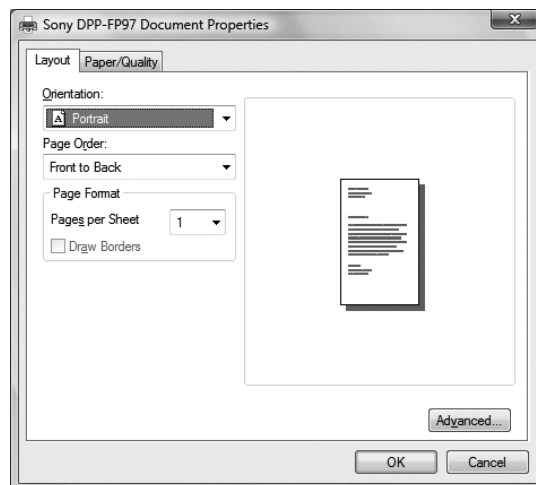 Sony DPP-FP97 Document Properties
Layout
Paper/Quality
Orientation:
Portrait
Page Order:
Front to Back
Page Format
Pages per Sheet
1
Draw Borders
Advanced...
OK
Cancel